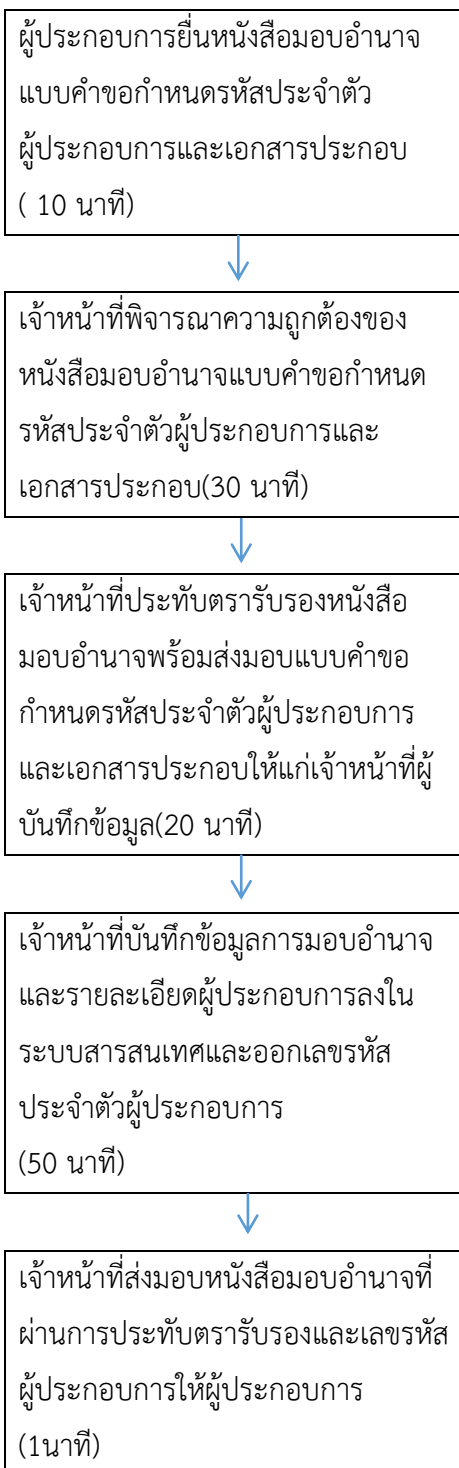 ผู้ประกอบการยื่นหนังสือมอบอำนาจ
แบบคำขอกำหนดรหัสประจำตัว
ผู้ประกอบการและเอกสารประกอบ
( 10 นาที)
เจ้าหน้าที่พิจารณาความถูกต้องของ
หนังสือมอบอำนาจแบบคำขอกำหนด
รหัสประจำตัวผู้ประกอบการและ
เอกสารประกอบ(30 นาที)
เจ้าหน้าที่ประทับตรารับรองหนังสือ
มอบอำนาจพร้อมส่งมอบแบบคำขอ
กำหนดรหัสประจำตัวผู้ประกอบการ
และเอกสารประกอบให้แก่เจ้าหน้าที่ผู้
บันทึกข้อมูล(20 นาที)
เจ้าหน้าที่บันทึกข้อมูลการมอบอำนาจ
และรายละเอียดผู้ประกอบการลงใน
ระบบสารสนเทศและออกเลขรหัส
ประจำตัวผู้ประกอบการ
(50 นาที)
เจ้าหน้าที่ส่งมอบหนังสือมอบอำนาจที่
ผ่านการประทับตรารับรองและเลขรหัส
ผู้ประกอบการให้ผู้ประกอบการ
(1นาที)